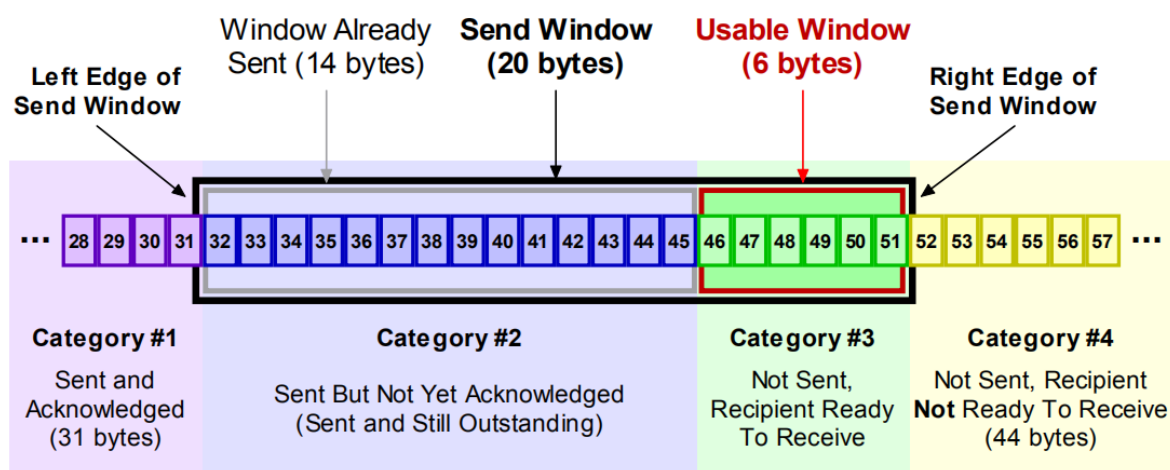 Window Already
Sent (14 bytes)
Send Window
(20 bytes)
Usable Window
(6 bytes)
Left Edge of
Send Window
Right Edge of
Send Window
... 28 29 30 31 32 33 34 35 36 37 38 39 40 41 42 43 44 45 46 47 48 49 50 51 52 53 54 55 56 57 ...
Category #1
Sent and
Acknowledged
(31 bytes)
Category #2
Sent But Not Yet Acknowledged
(Sent and Still Outstanding)
Category #3
Not Sent,
Recipient Ready
To Receive
Category #4
Not Sent, Recipient
Not Ready To Receive
(44 bytes)